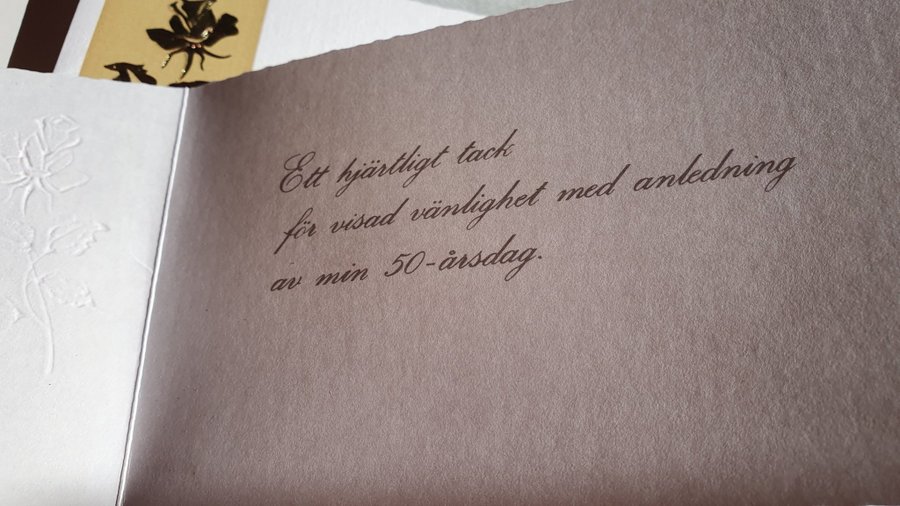 Ett hjärtligt tack
för visad vänlighet med anledning
av min 50-årsdag.